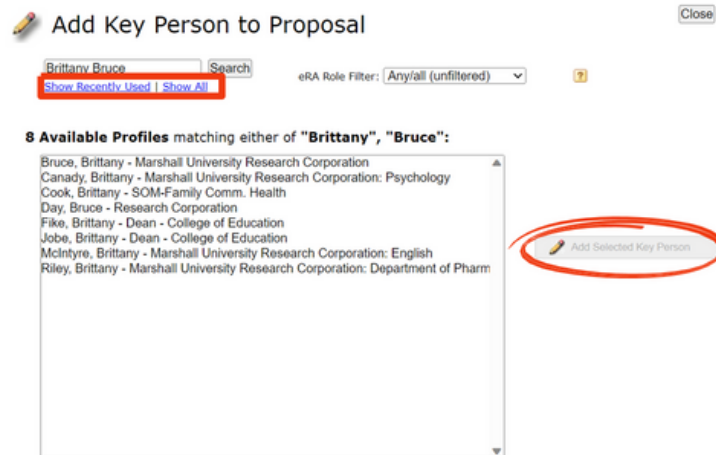 Add Key Person to Proposal
Close
Brittany Bruce
Search
eRA Role Filter: Any/all (unfiltered)
?
Show Recently Used | Show All
8 Available Profiles matching either of "Brittany", "Bruce":
Bruce, Brittany - Marshall University Research Corporation
Canady, Brittany - Marshall University Research Corporation: Psychology
Cook, Brittany - SOM-Family Comm. Health
Day, Bruce - Research Corporation
Fike, Brittany - Dean - College of Education
Jobe, Brittany - Dean - College of Education
McIntyre, Brittany - Marshall University Research Corporation: English
Riley, Brittany - Marshall University Research Corporation: Department of Pharm
Add Selected Key Person